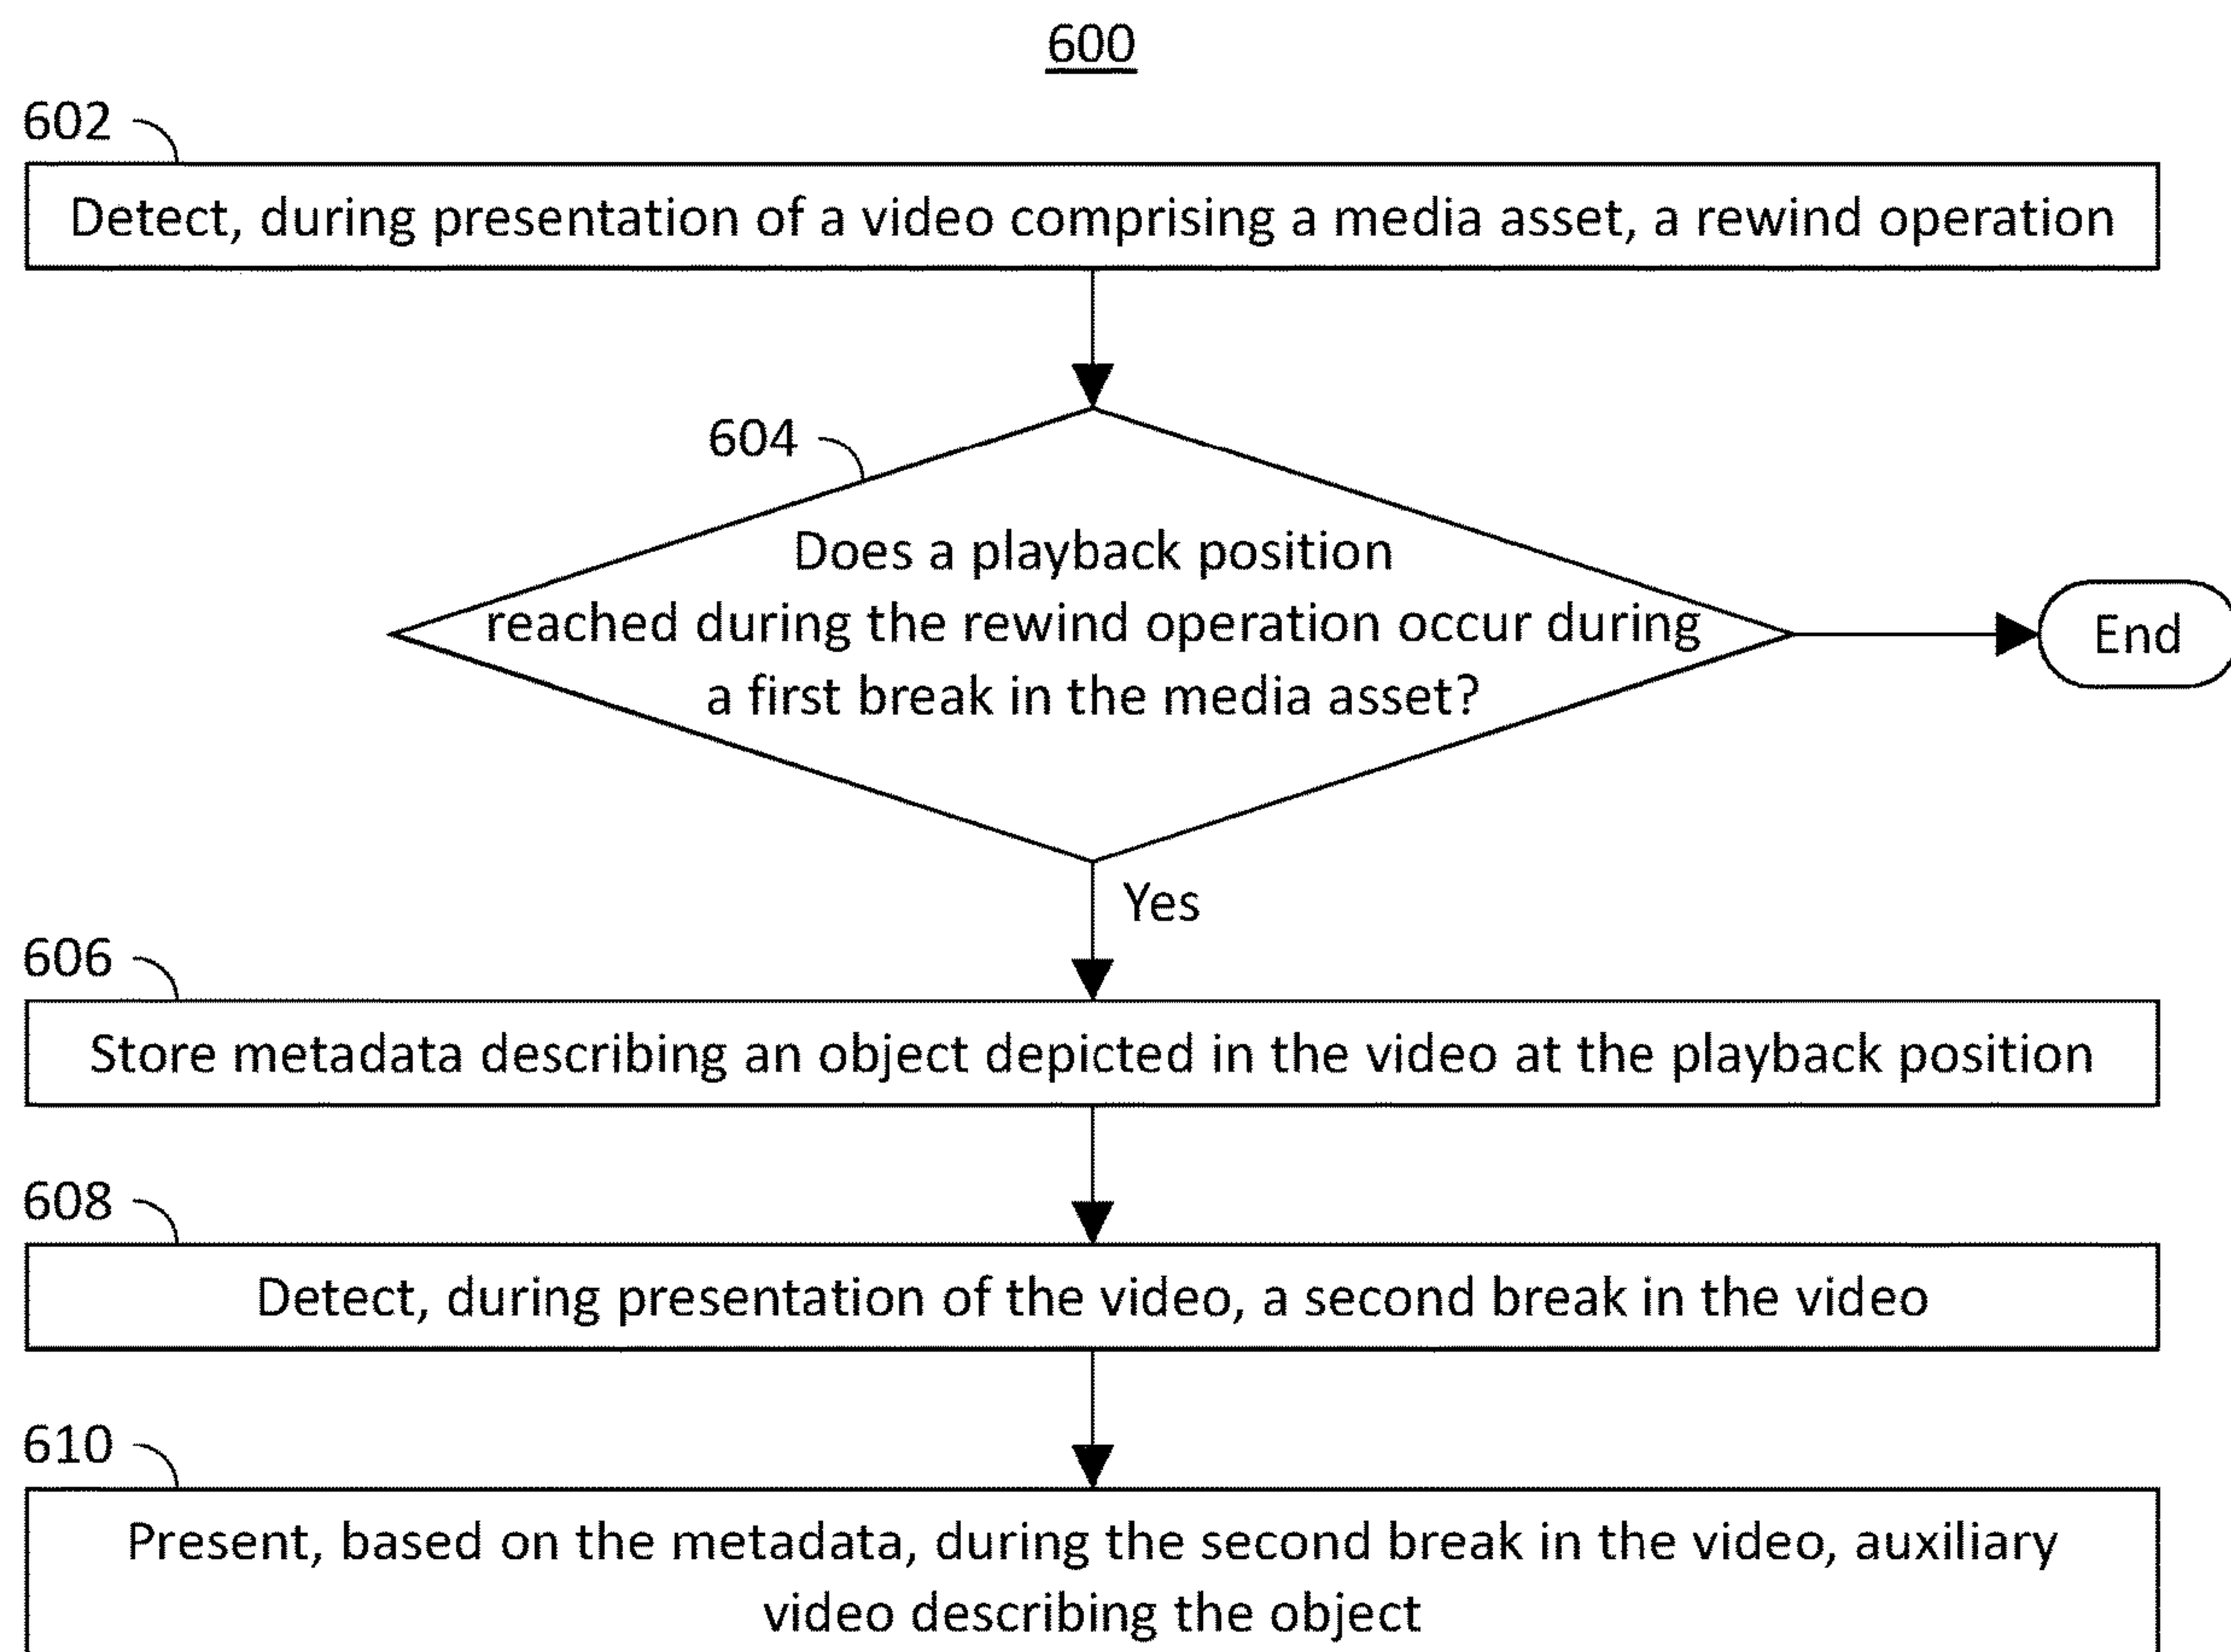 600
602
Detect, during presentation of a video comprising a media asset, a rewind operation
604
Does a playback position
reached during the rewind operation occur during
a first break in the media asset?
End
Yes
606
Store metadata describing an object depicted in the video at the playback position
608
Detect, during presentation of the video, a second break in the video
610
Present, based on the metadata, during the second break in the video, auxiliary
video describing the object